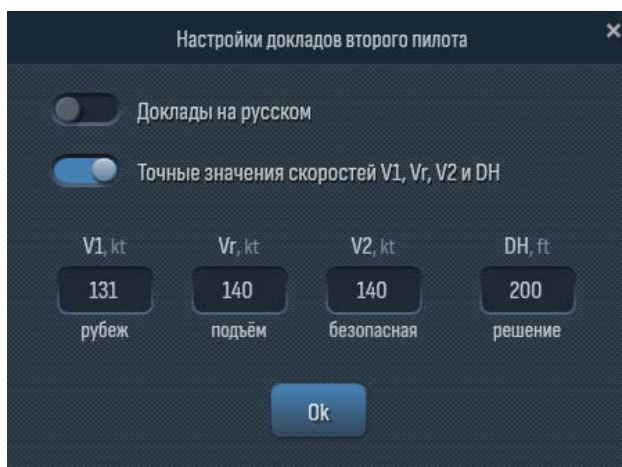 Настройки докладов второго пилота ×
Доклады на русском
Точные значения скоростей V1, Vr, V2 и DH
V1, kt Vr, kt V2, kt DH, ft
131 140 140 200
рубеж подъём безопасная решение
Ok